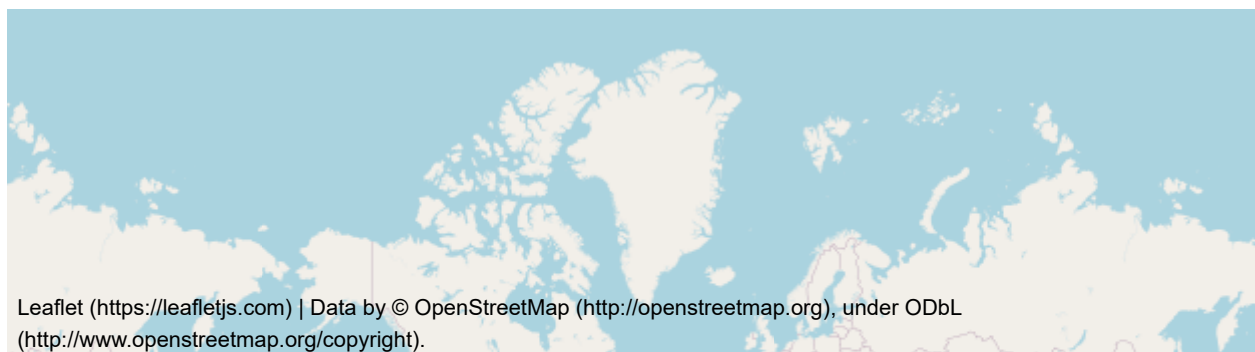 Leaflet (https://leafletjs.com) | Data by © OpenStreetMap (http://openstreetmap.org), under ODbL
(http://www.openstreetmap.org/copyright).